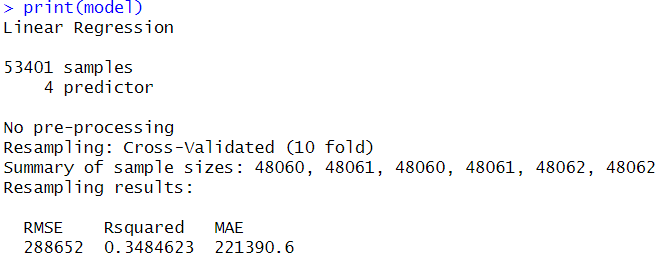 > print(model)
Linear Regression
53401 samples
4 predictor
No pre-processing
Resampling: Cross-Validated (10 fold)
Summary of sample sizes: 48060, 48061, 48060, 48061, 48062, 48062
Resampling results:
RMSE Rsquared MAE
288652 0.3484623 221390.6